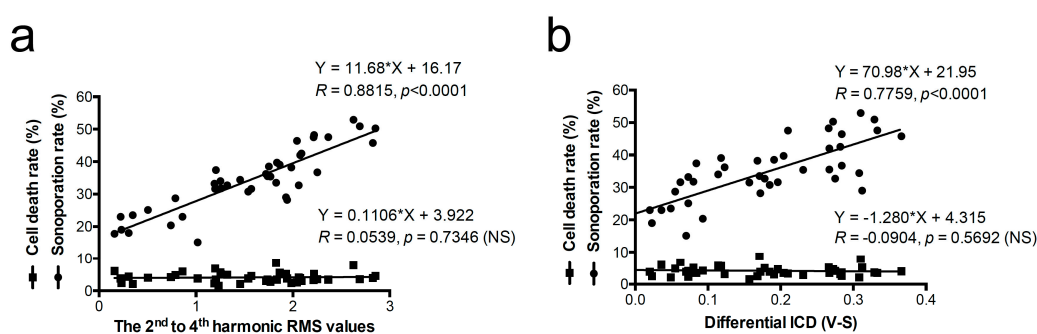 a
Y = 11.68*X + 16.17
R = 0.8815, p<0.0001
Cell death rate (%)
Sonoporation rate (%)
60
50
40
30
20
10
0
Y = 0.1106*X + 3.922
R = 0.0539, p = 0.7346 (NS)
0 1 2 3
The 2nd to 4th harmonic RMS values
b
Y = 70.98*X + 21.95
R = 0.7759, p<0.0001
Cell death rate (%)
Sonoporation rate (%)
60
50
40
30
20
10
0
Y = -1.280*X + 4.315
R = -0.0904, p = 0.5692 (NS)
0.0 0.1 0.2 0.3 0.4
Differential ICD (V-S)